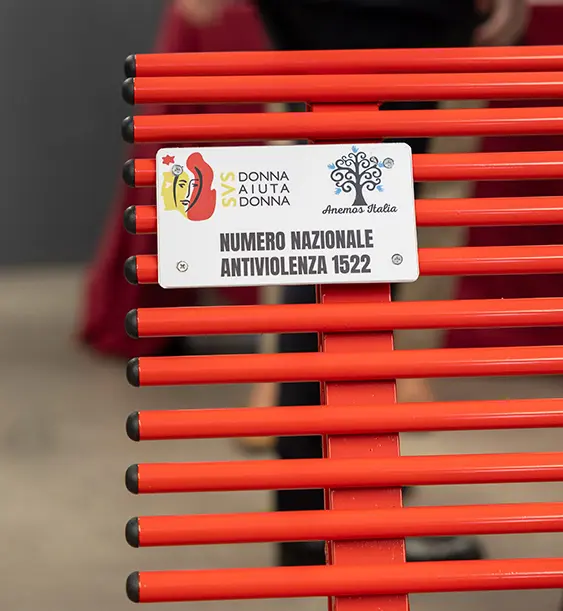 SVS
DONNA
AIUTA
DONNA
Anemos Italia
NUMERO NAZIONALE
ANTIVIOLENZA 1522